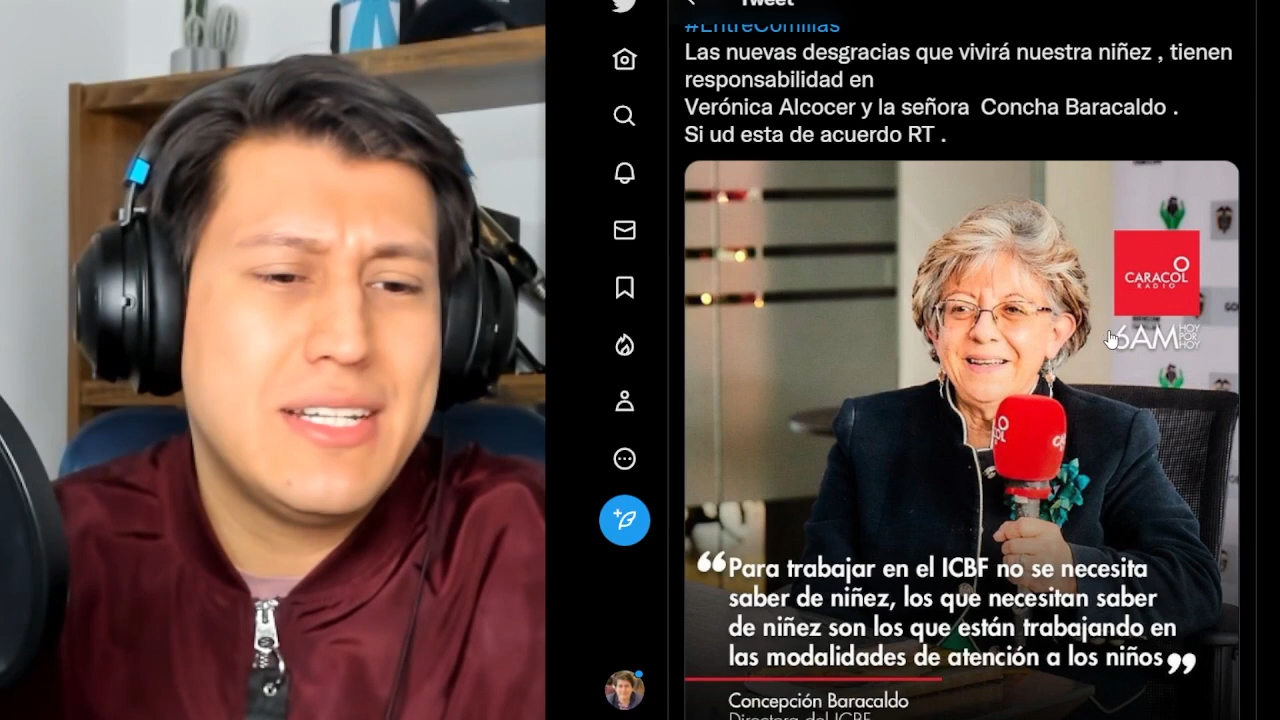 Tweet
#EntreComillas
Las nuevas desgracias que vivirá nuestra niñez , tienen
responsabilidad en
Verónica Alcocer y la señora  Concha Baracaldo .
Si ud esta de acuerdo RT .
CARACOL
RADIO
6AM HOY
POR
HOY
“Para trabajar en el ICBF no se necesita
saber de niñez, los que necesitan saber
de niñez son los que están trabajando en
las modalidades de atención a los niños”
Concepción Baracaldo
Directora del ICBF